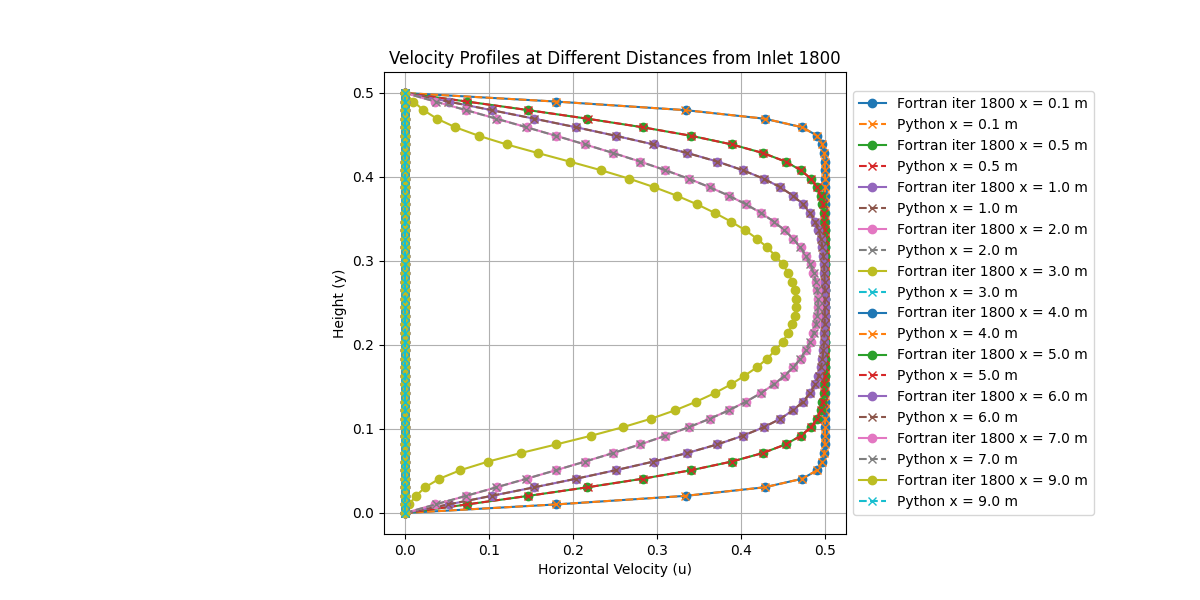 Velocity Profiles at Different Distances from Inlet 1800
0.5
0.4
0.3
0.2
0.1
0.0
Height (y)
0.0 0.1 0.2 0.3 0.4 0.5
Horizontal Velocity (u)
Fortran iter 1800 x = 0.1 m
Python x = 0.1 m
Fortran iter 1800 x = 0.5 m
Python x = 0.5 m
Fortran iter 1800 x = 1.0 m
Python x = 1.0 m
Fortran iter 1800 x = 2.0 m
Python x = 2.0 m
Fortran iter 1800 x = 3.0 m
Python x = 3.0 m
Fortran iter 1800 x = 4.0 m
Python x = 4.0 m
Fortran iter 1800 x = 5.0 m
Python x = 5.0 m
Fortran iter 1800 x = 6.0 m
Python x = 6.0 m
Fortran iter 1800 x = 7.0 m
Python x = 7.0 m
Fortran iter 1800 x = 9.0 m
Python x = 9.0 m